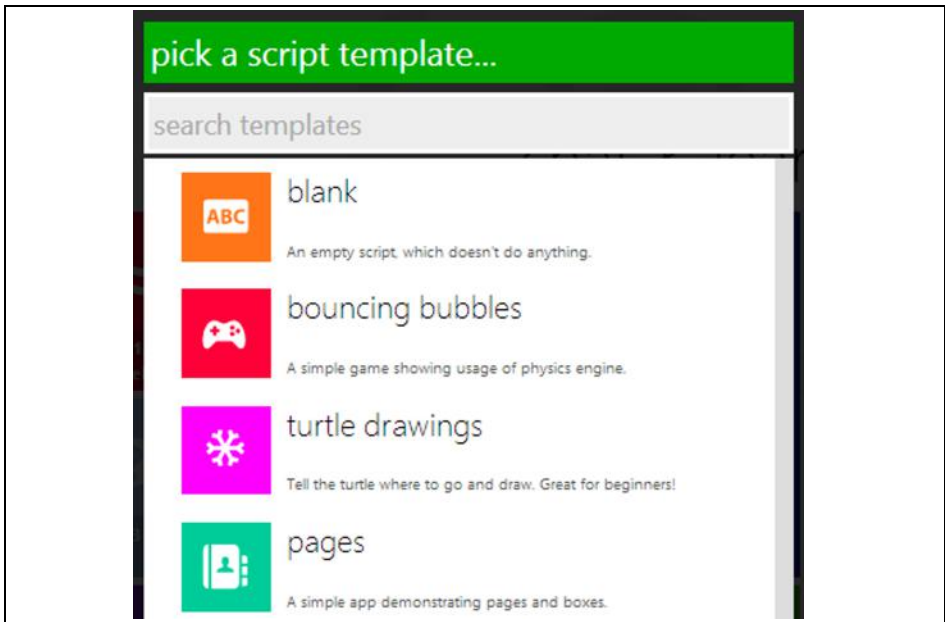 pick a script template...
search templates
blank
ABC
An empty script, which doesn't do anything.
bouncing bubbles
A simple game showing usage of physics engine.
turtle drawings
Tell the turtle where to go and draw. Great for beginners!
pages
A simple app demonstrating pages and boxes.